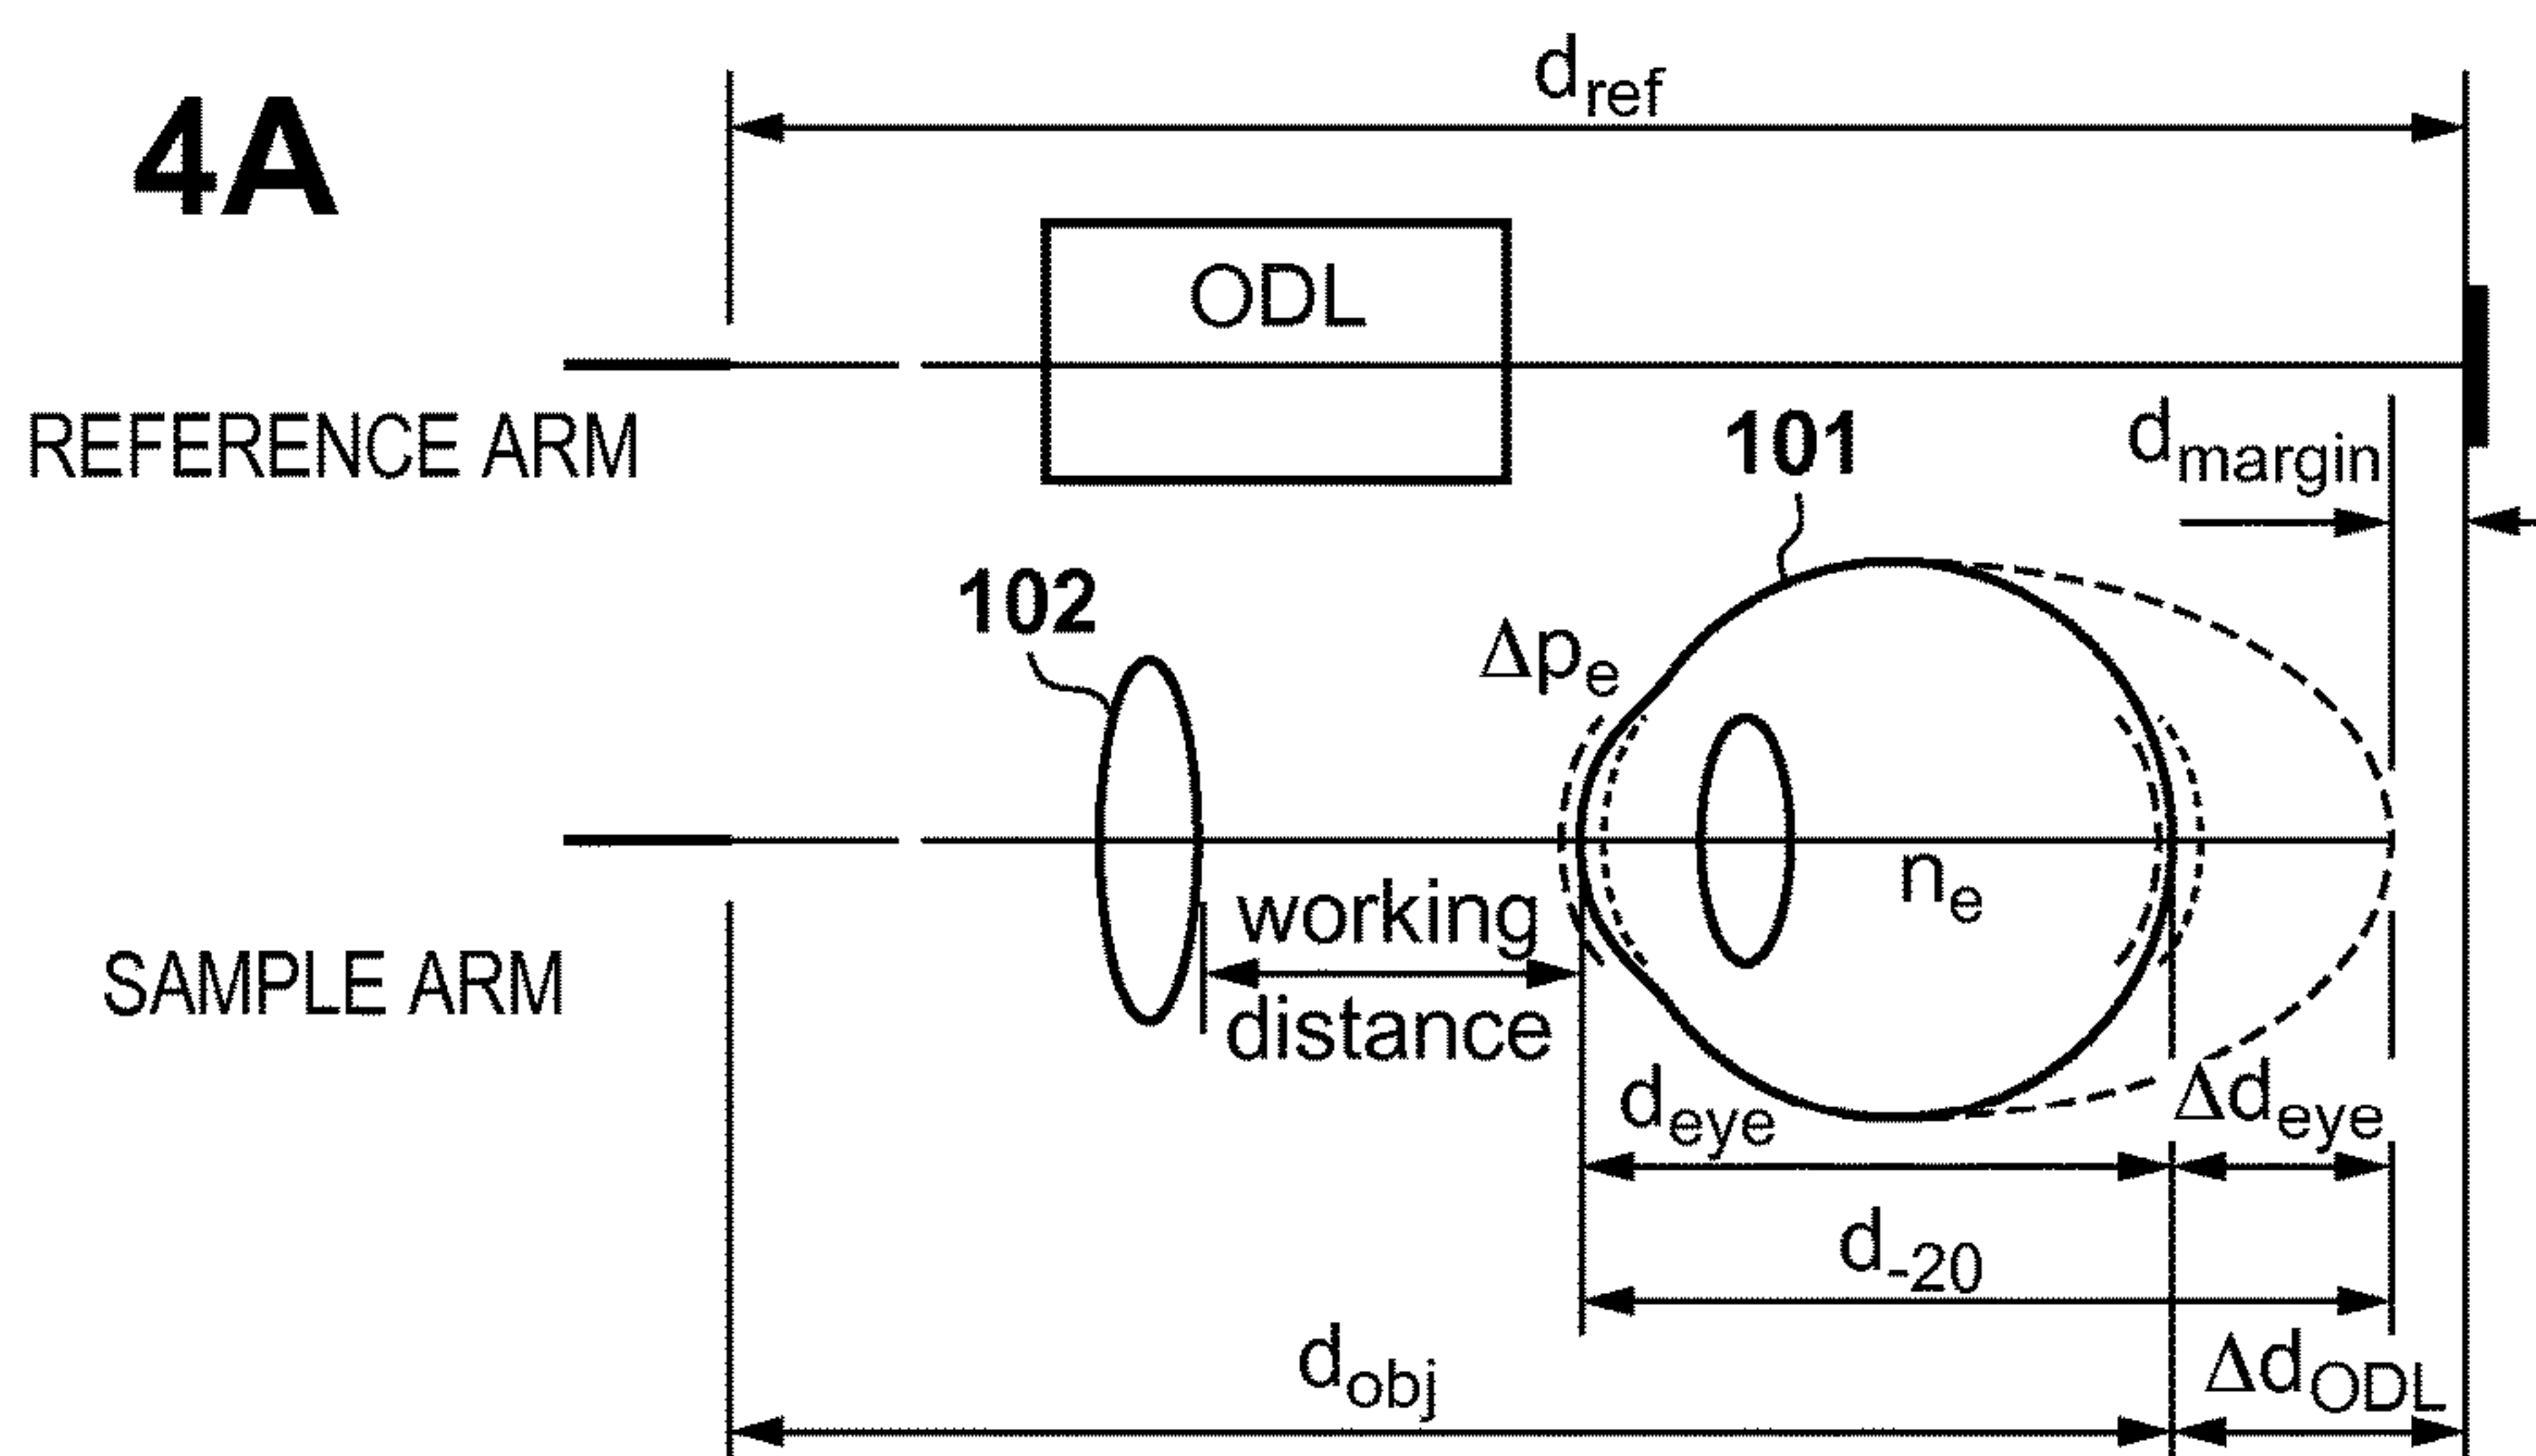 4A
d_ref
ODL
REFERENCE ARM
d_margin
101
102
Δp_e
n_e
working
distance
SAMPLE ARM
d_eye
Δd_eye
d_-20
d_obj
Δd_ODL